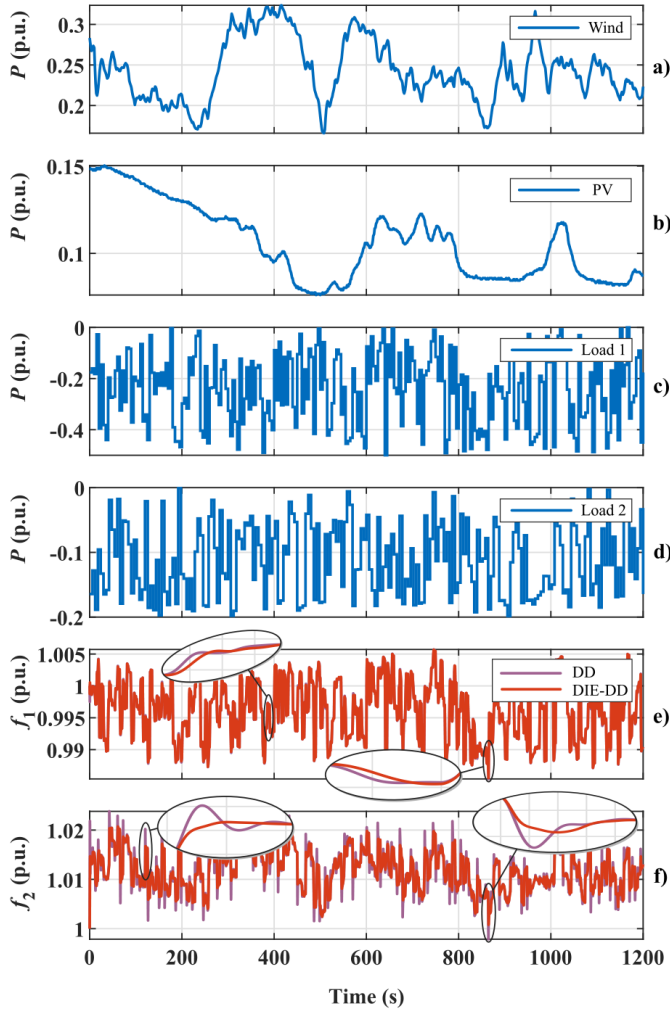 0.3
0.25
0.2
P (p.u.)
Wind
a)
0.15
0.1
P (p.u.)
PV
b)
0
-0.2
-0.4
P (p.u.)
Load 1
c)
0
-0.1
-0.2
P (p.u.)
Load 2
d)
1.005
1
0.995
0.99
f1 (p.u.)
DD
DIE-DD
e)
1.02
1.01
1
f2 (p.u.)
f)
0 200 400 600 800 1000 1200
Time (s)